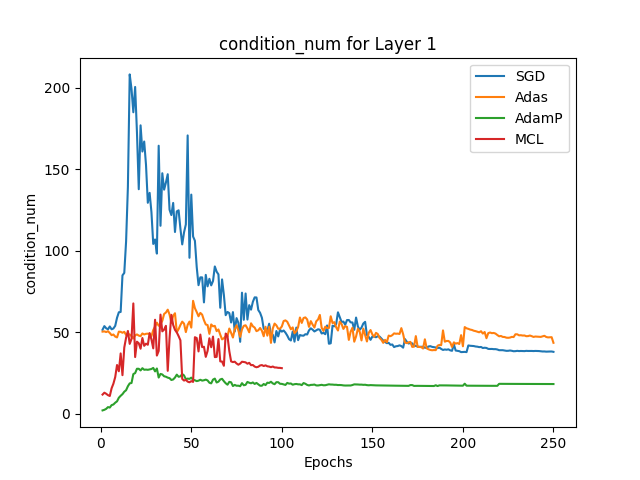 condition_num for Layer 1
SGD
Adas
AdamP
MCL
condition_num
200
150
100
50
0
0 50 100 150 200 250
Epochs